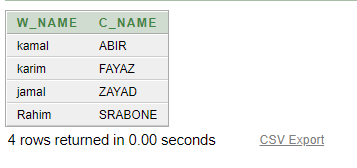 W_NAME C_NAME
kamal ABIR
karim FAYAZ
jamal ZAYAD
Rahim SRABONE
4 rows returned in 0.00 seconds CSV Export